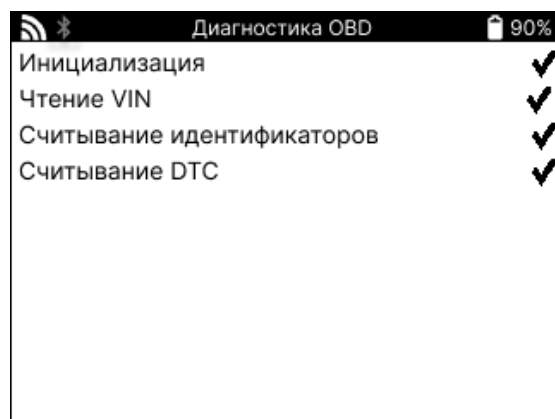 Диагностика OBD 90%
Инициализация
Чтение VIN
Считывание идентификаторов
Считывание DTC